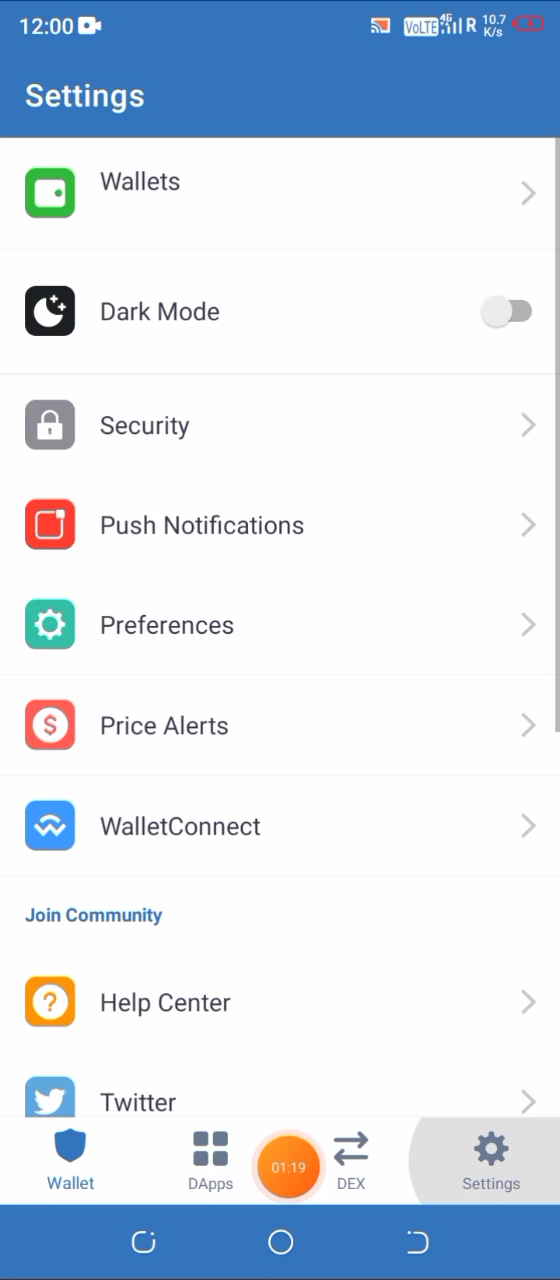 12:00
VoLTE 4G R 10.7 K/s
Settings
Wallets
Dark Mode
Security
Push Notifications
Preferences
$ Price Alerts
WalletConnect
Join Community
? Help Center
Twitter
01:19
Wallet DApps DEX Settings